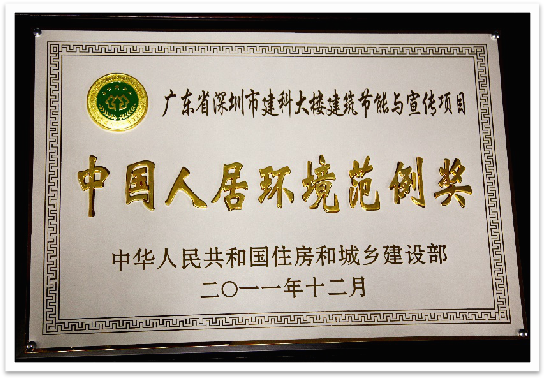 广东省深圳市建科大楼建筑节能与宣传项目
中国人居环境范例奖
中华人民共和国住房和城乡建设部
二〇一一年十二月